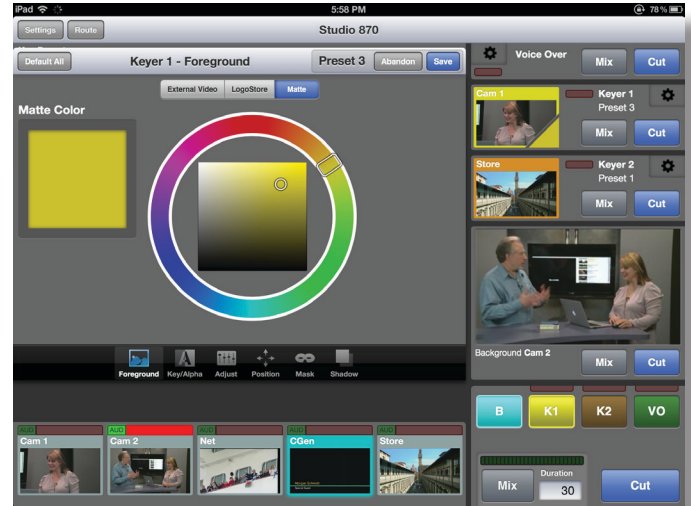 iPad 5:58 PM 78 %
Settings Route Studio 870
Default All Keyer 1 - Foreground Preset 3 Abandon Save
External Video LogoStore Matte
Matte Color
Foreground Key/Alpha Adjust Position Mask Shadow
AUD AUD AUD AUD AUD
Cam 1 Cam 2 Net CGen Store
Voice Over
Mix Cut
Cam 1 Keyer 1
Preset 3
Mix Cut
Store Keyer 2
Preset 1
Mix Cut
Background Cam 2
Mix Cut
B K1 K2 VO
Duration
Mix 30 Cut